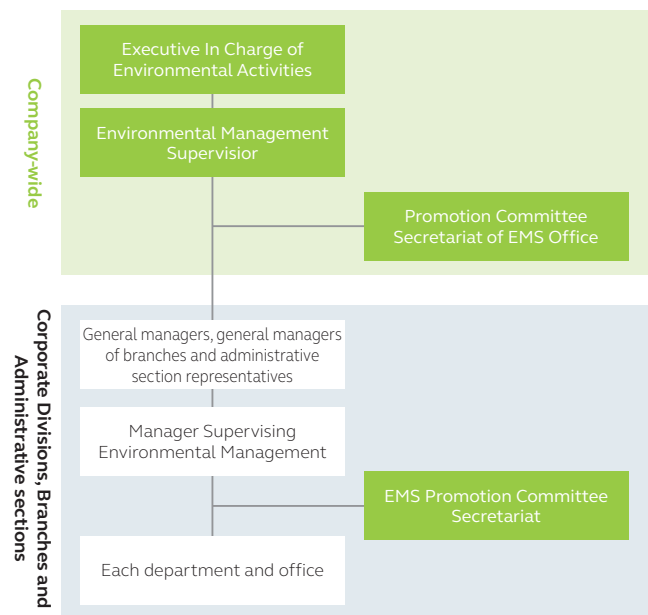 Company-wide
Executive In Charge of
Environmental Activities
Environmental Management
Supervisior
Promotion Committee
Secretariat of EMS Office
Corporate Divisions, Branches and
Administrative sections
General managers, general managers
of branches and administrative
section representatives
Manager Supervising
Environmental Management
EMS Promotion Committee
Secretariat
Each department and office